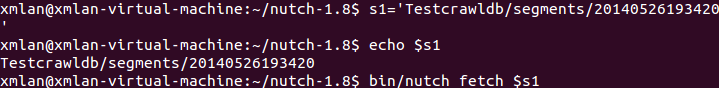 xmlan@xmlan-virtual-machine:~/nutch-1.8$ s1='Testcrawldb/segments/20140526193420
'
xmlan@xmlan-virtual-machine:~/nutch-1.8$ echo $s1
Testcrawldb/segments/20140526193420
xmlan@xmlan-virtual-machine:~/nutch-1.8$ bin/nutch fetch $s1